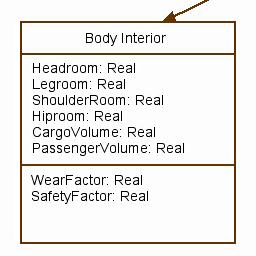 Body Interior
Headroom: Real
Legroom: Real
ShoulderRoom: Real
Hiproom: Real
CargoVolume: Real
PassengerVolume: Real
WearFactor: Real
SafetyFactor: Real